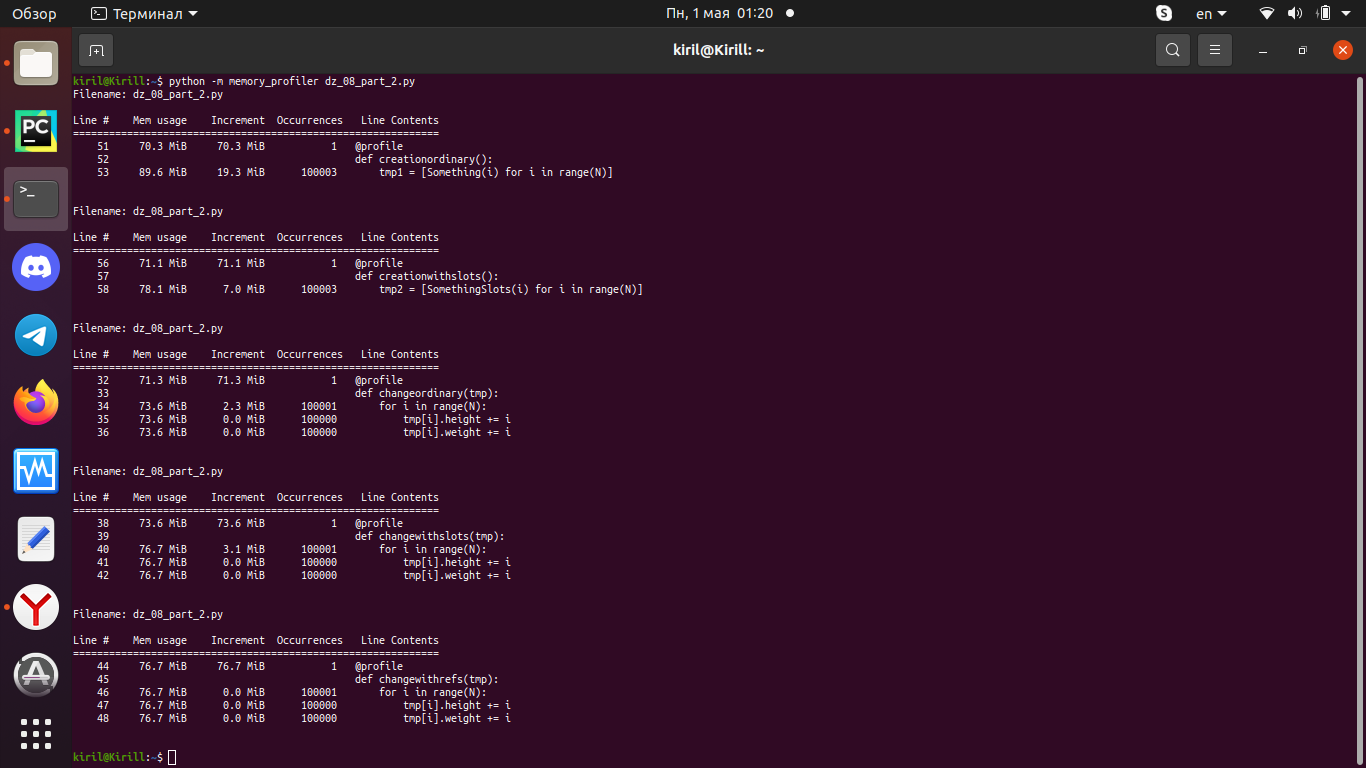 Обзор Терминал Пн, 1 мая 01:20 S en
kiril@Kirill: ~
PC
kiril@Kirill:~$ python -m memory_profiler dz_08_part_2.py
Filename: dz_08_part_2.py
Line #    Mem usage    Increment  Occurrences   Line Contents
=============================================================
    51     70.3 MiB     70.3 MiB           1   @profile
    52                                         def creationordinary():
    53     89.6 MiB     19.3 MiB      100003       tmp1 = [Something(i) for i in range(N)]
Filename: dz_08_part_2.py
Line #    Mem usage    Increment  Occurrences   Line Contents
=============================================================
    56     71.1 MiB     71.1 MiB           1   @profile
    57                                         def creationwithslots():
    58     78.1 MiB      7.0 MiB      100003       tmp2 = [SomethingSlots(i) for i in range(N)]
Filename: dz_08_part_2.py
Line #    Mem usage    Increment  Occurrences   Line Contents
=============================================================
    32     71.3 MiB     71.3 MiB           1   @profile
    33                                         def changeordinary(tmp):
    34     73.6 MiB      2.3 MiB      100001       for i in range(N):
    35     73.6 MiB      0.0 MiB      100000           tmp[i].height += i
    36     73.6 MiB      0.0 MiB      100000           tmp[i].weight += i
Filename: dz_08_part_2.py
Line #    Mem usage    Increment  Occurrences   Line Contents
=============================================================
    38     73.6 MiB     73.6 MiB           1   @profile
    39                                         def changewithslots(tmp):
    40     76.7 MiB      3.1 MiB      100001       for i in range(N):
    41     76.7 MiB      0.0 MiB      100000           tmp[i].height += i
    42     76.7 MiB      0.0 MiB      100000           tmp[i].weight += i
Filename: dz_08_part_2.py
Line #    Mem usage    Increment  Occurrences   Line Contents
=============================================================
    44     76.7 MiB     76.7 MiB           1   @profile
    45                                         def changewithrefs(tmp):
    46     76.7 MiB      0.0 MiB      100001       for i in range(N):
    47     76.7 MiB      0.0 MiB      100000           tmp[i].height += i
    48     76.7 MiB      0.0 MiB      100000           tmp[i].weight += i
kiril@Kirill:~$